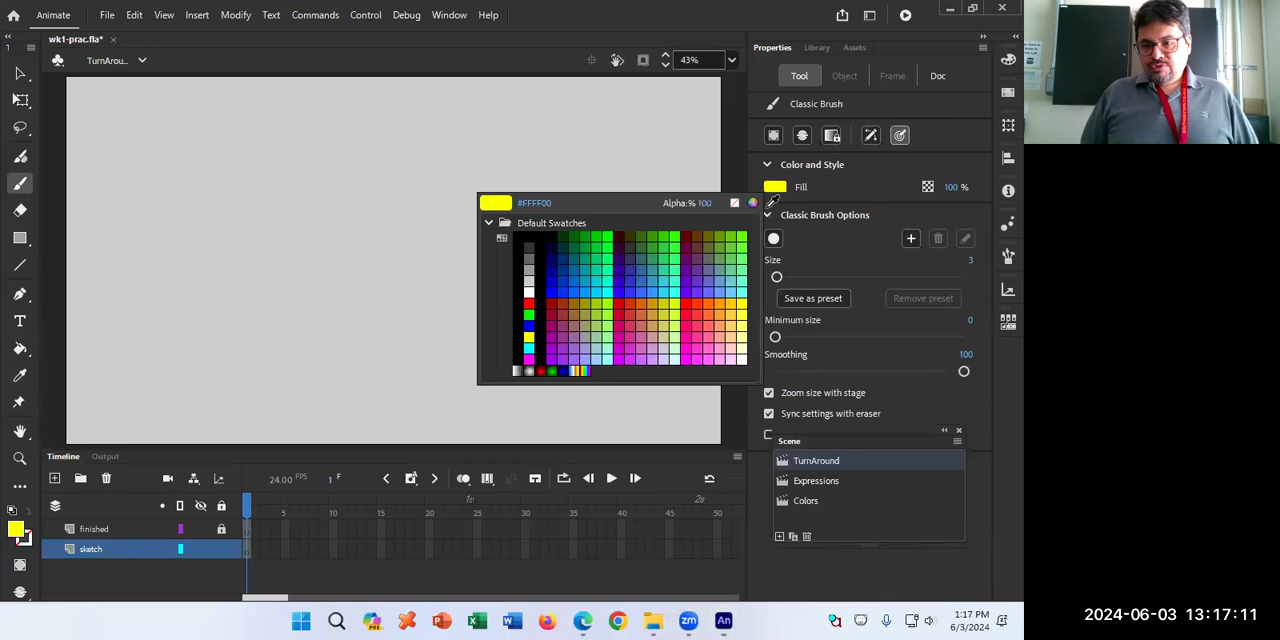 Animate File Edit View Insert Modify Text Commands Control Debug Window Help
wk1-prac.fla* ×
TurnArou... 43%
Properties Library Assets
Tool Object Frame Doc
Classic Brush
Color and Style
Fill 100 %
#FFFF00 Alpha:% 100
Default Swatches
Classic Brush Options
Size 3
Save as preset Remove preset
Minimum size 0
Smoothing 100
Zoom size with stage
Sync settings with eraser
Scene
TurnAround
Expressions
Colors
Timeline Output
24.00 FPS 1 F
1s 2s
5 10 15 20 25 30 35 40 45 50
finished
sketch
1:17 PM
6/3/2024
2024-06-03 13:17:11